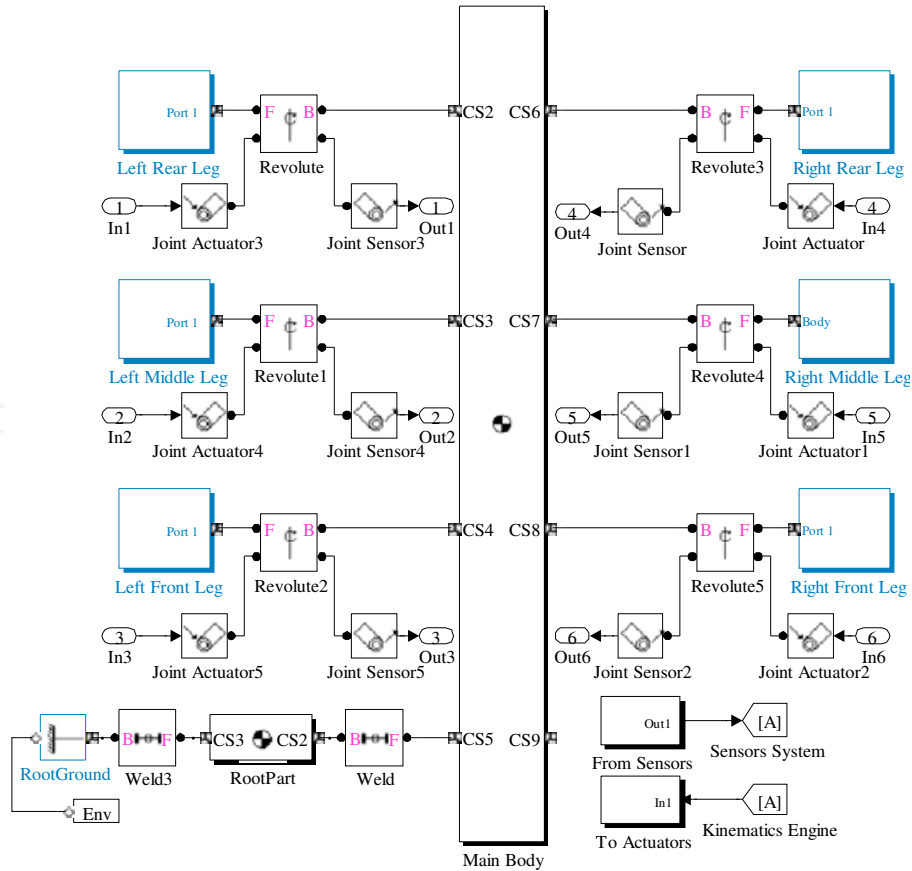 Port 1 F B CS2 CS6 B F Port 1
Left Rear Leg Revolute Revolute3 Right Rear Leg
1 1 4 4
In1 Joint Actuator3 Joint Sensor3 Out1 Out4 Joint Sensor Joint Actuator In4
Port 1 F B CS3 CS7 B F Body
Left Middle Leg Revolute1 Revolute4 Right Middle Leg
2 2 5 5
In2 Joint Actuator4 Joint Sensor4 Out2 Out5 Joint Sensor1 Joint Actuator1 In5
Port 1 F B CS4 CS8 B F Port 1
Left Front Leg Revolute2 Revolute5 Right Front Leg
3 3 6 6
In3 Joint Actuator5 Joint Sensor5 Out3 Out6 Joint Sensor2 Joint Actuator2 In6
Out1 [A]
B F CS3 CS2 B F CS5 CS9
RootGround Weld3 RootPart Weld From Sensors Sensors System
Env In1 [A]
To Actuators Kinematics Engine
Main Body